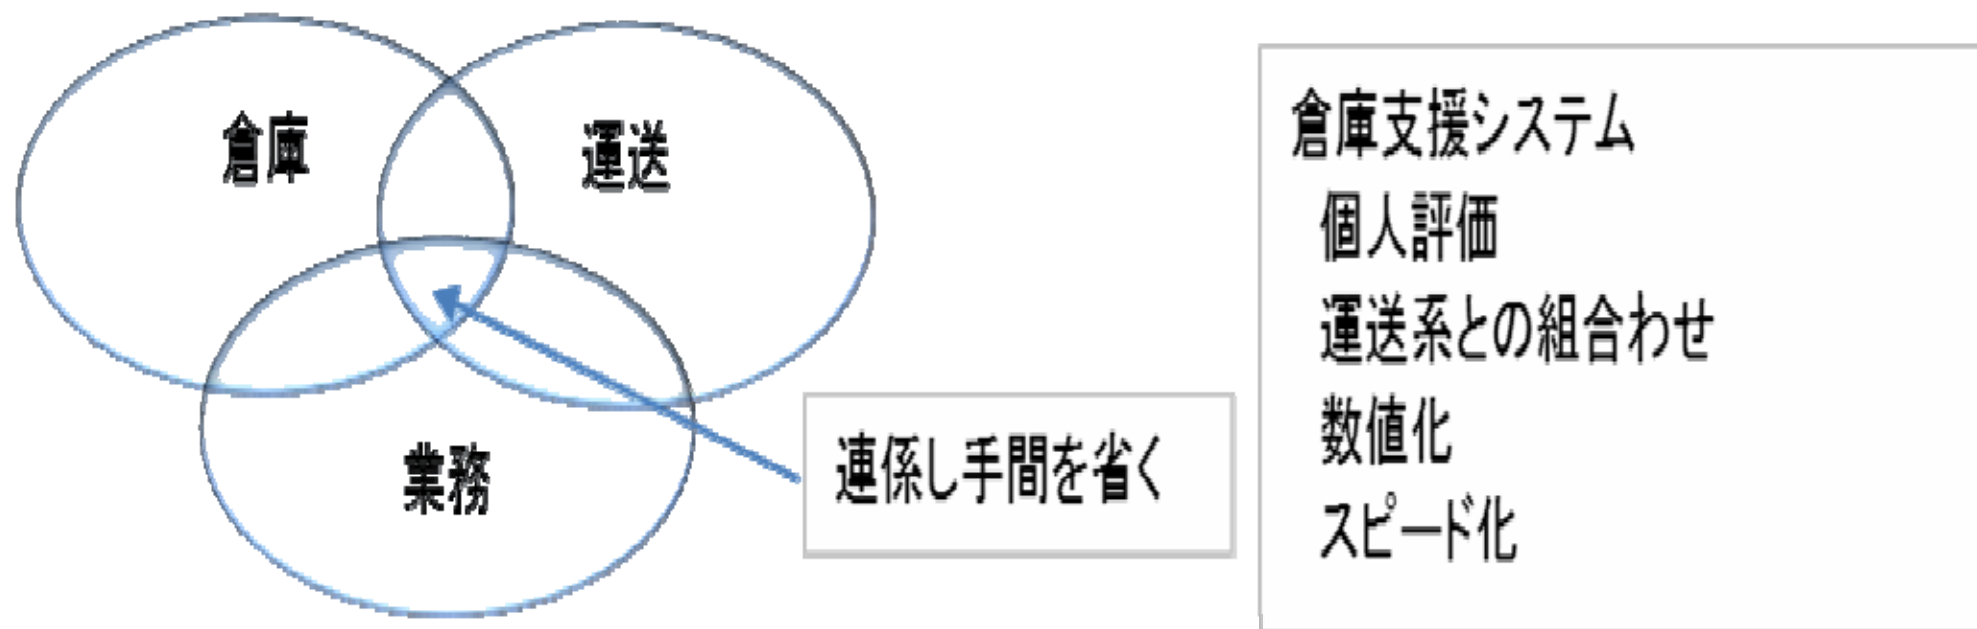 倉庫
運送
業務
連係し手間を省く
倉庫支援システム
個人評価
運送系との組合わせ
数値化
スピード化